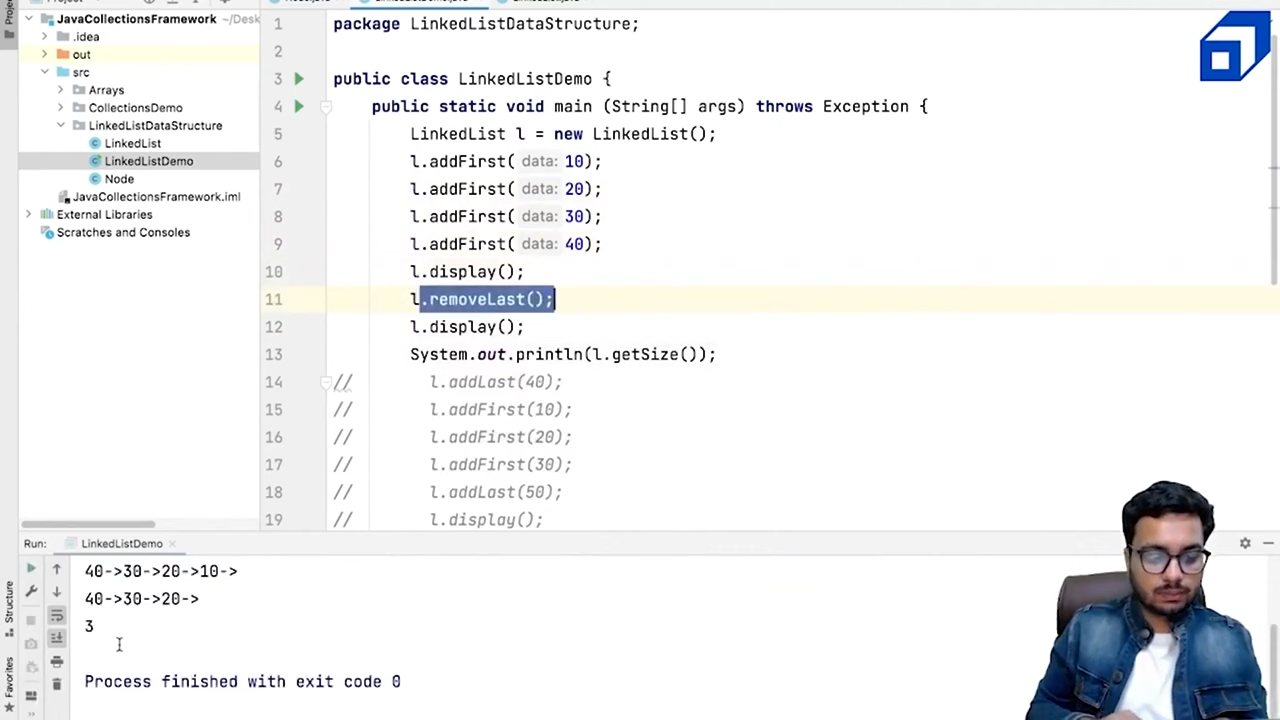 JavaCollectionsFramework ~/Desk
.idea
out
src
Arrays
CollectionsDemo
LinkedListDataStructure
LinkedList
LinkedListDemo
Node
JavaCollectionsFramework.iml
External Libraries
Scratches and Consoles
1 package LinkedListDataStructure;
2
3 public class LinkedListDemo {
4 public static void main (String[] args) throws Exception {
5 LinkedList l = new LinkedList();
6 l.addFirst( data: 10);
7 l.addFirst( data: 20);
8 l.addFirst( data: 30);
9 l.addFirst( data: 40);
10 l.display();
11 l.removeLast();
12 l.display();
13 System.out.println(l.getSize());
14 // l.addLast(40);
15 // l.addFirst(10);
16 // l.addFirst(20);
17 // l.addFirst(30);
18 // l.addLast(50);
19 // l.display();
Run: LinkedListDemo
40->30->20->10->
40->30->20->
3
Process finished with exit code 0
Structure
Favorites